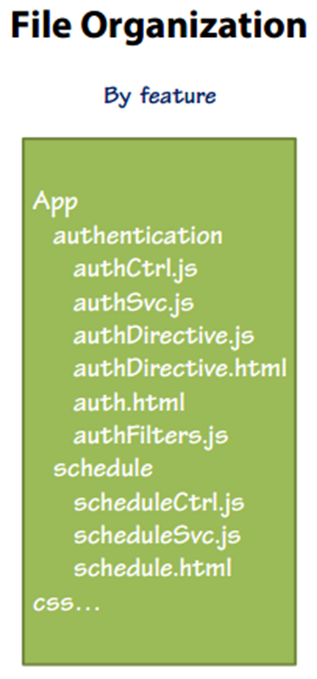 File Organization
By feature
App
authentication
authCtrl.js
authSvc.js
authDirective.js
authDirective.html
auth.html
authFilters.js
schedule
scheduleCtrl.js
scheduleSvc.js
schedule.html
css...